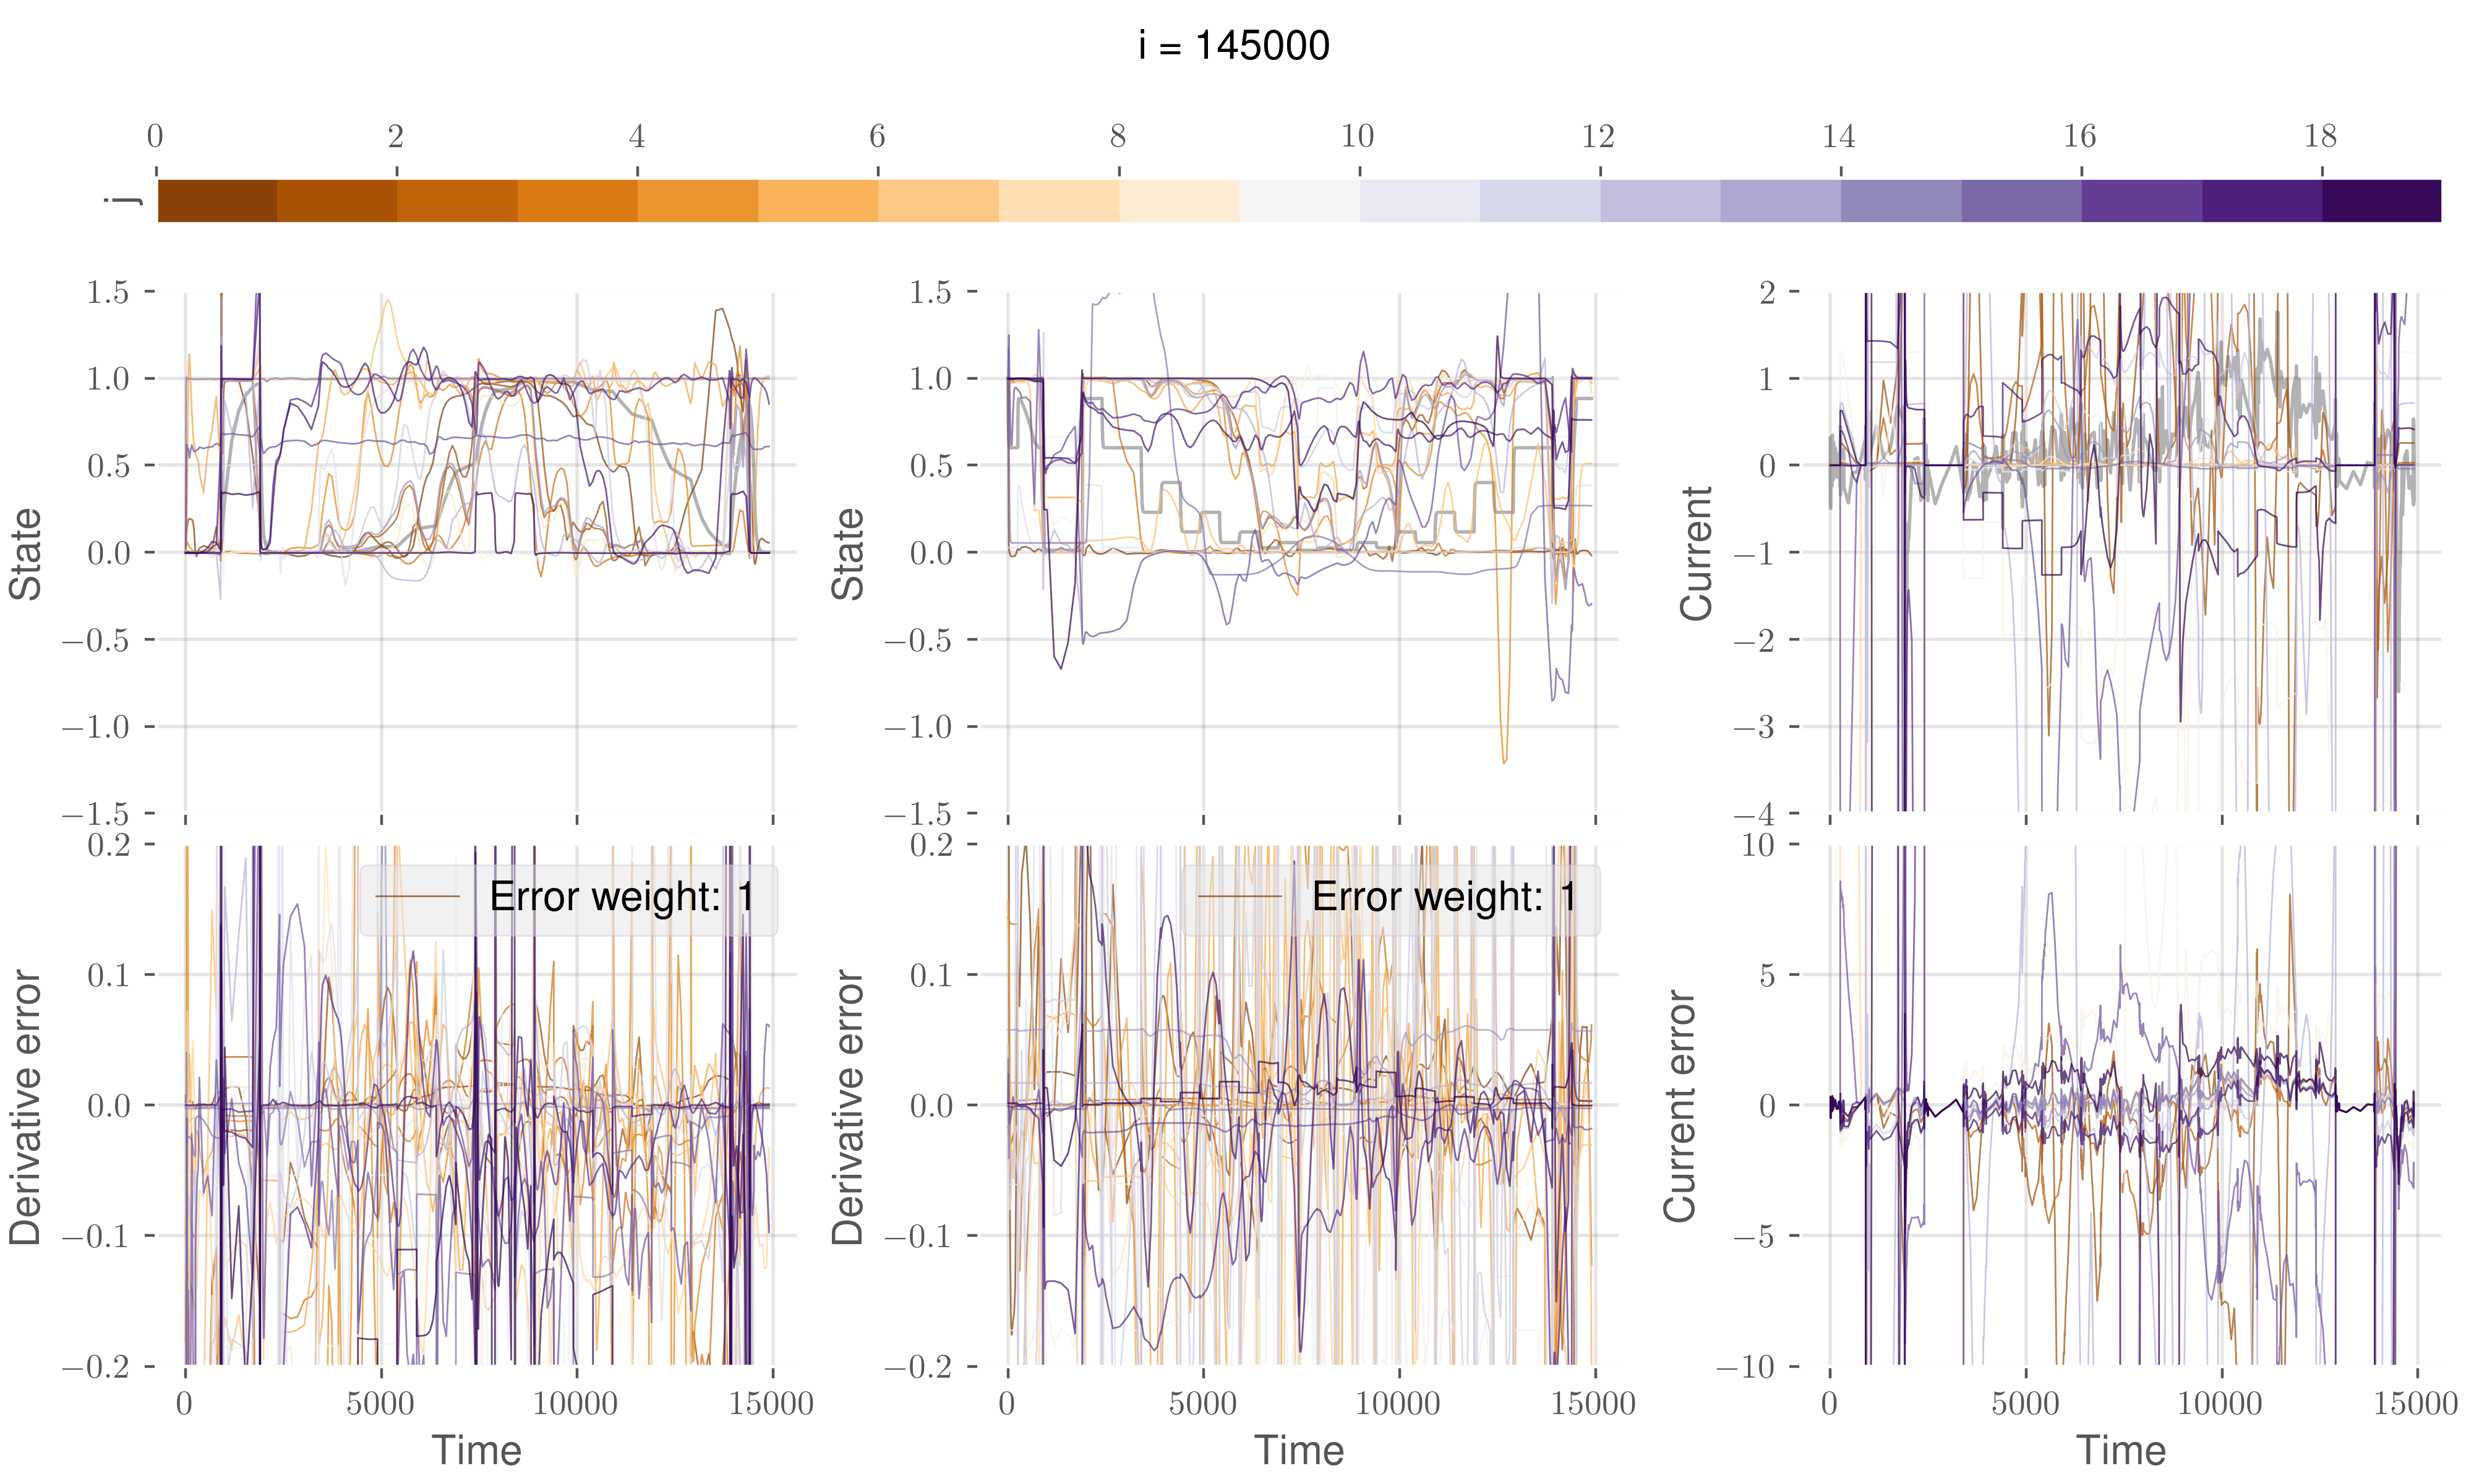 i = 145000
0 2 4 6 8 10 12 14 16 18
j
1.5 1.0 0.5 0.0 −0.5 −1.0 −1.5
State
1.5 1.0 0.5 0.0 −0.5 −1.0 −1.5
State
2 1 0 −1 −2 −3 −4
Current
0.2 0.1 0.0 −0.1 −0.2
Derivative error
Error weight: 1
0 5000 10000 15000
Time
0.2 0.1 0.0 −0.1 −0.2
Derivative error
Error weight: 1
0 5000 10000 15000
Time
10 5 0 −5 −10
Current error
0 5000 10000 15000
Time